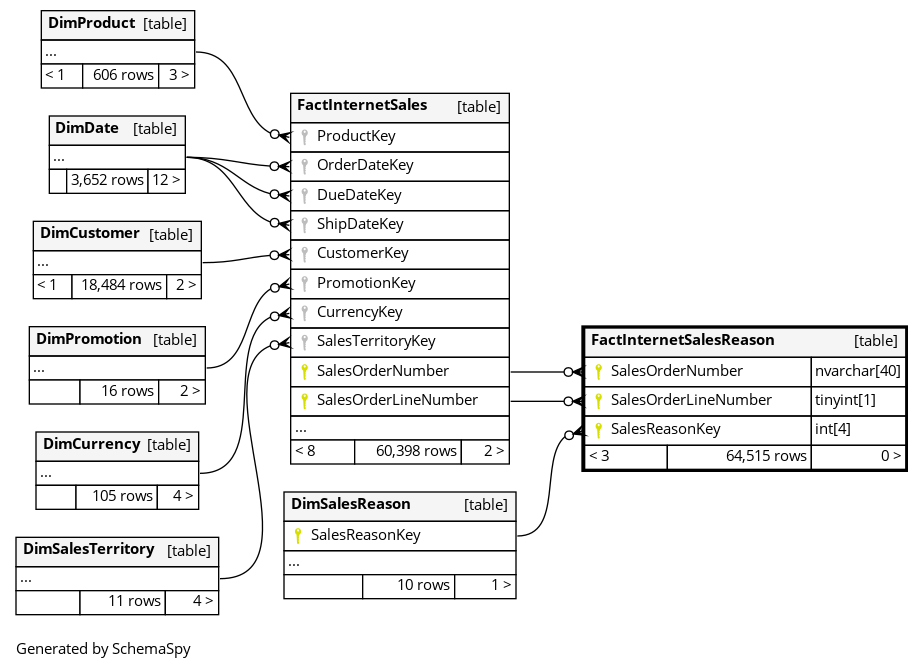 DimProduct [table]
...
< 1 606 rows 3 >
DimDate [table]
...
3,652 rows 12 >
DimCustomer [table]
...
< 1 18,484 rows 2 >
DimPromotion [table]
...
16 rows 2 >
DimCurrency [table]
...
105 rows 4 >
DimSalesTerritory [table]
...
11 rows 4 >
FactInternetSales [table]
ProductKey
OrderDateKey
DueDateKey
ShipDateKey
CustomerKey
PromotionKey
CurrencyKey
SalesTerritoryKey
SalesOrderNumber
SalesOrderLineNumber
...
< 8 60,398 rows 2 >
DimSalesReason [table]
SalesReasonKey
...
10 rows 1 >
FactInternetSalesReason [table]
SalesOrderNumber nvarchar[40]
SalesOrderLineNumber tinyint[1]
SalesReasonKey int[4]
< 3 64,515 rows 0 >
Generated by SchemaSpy